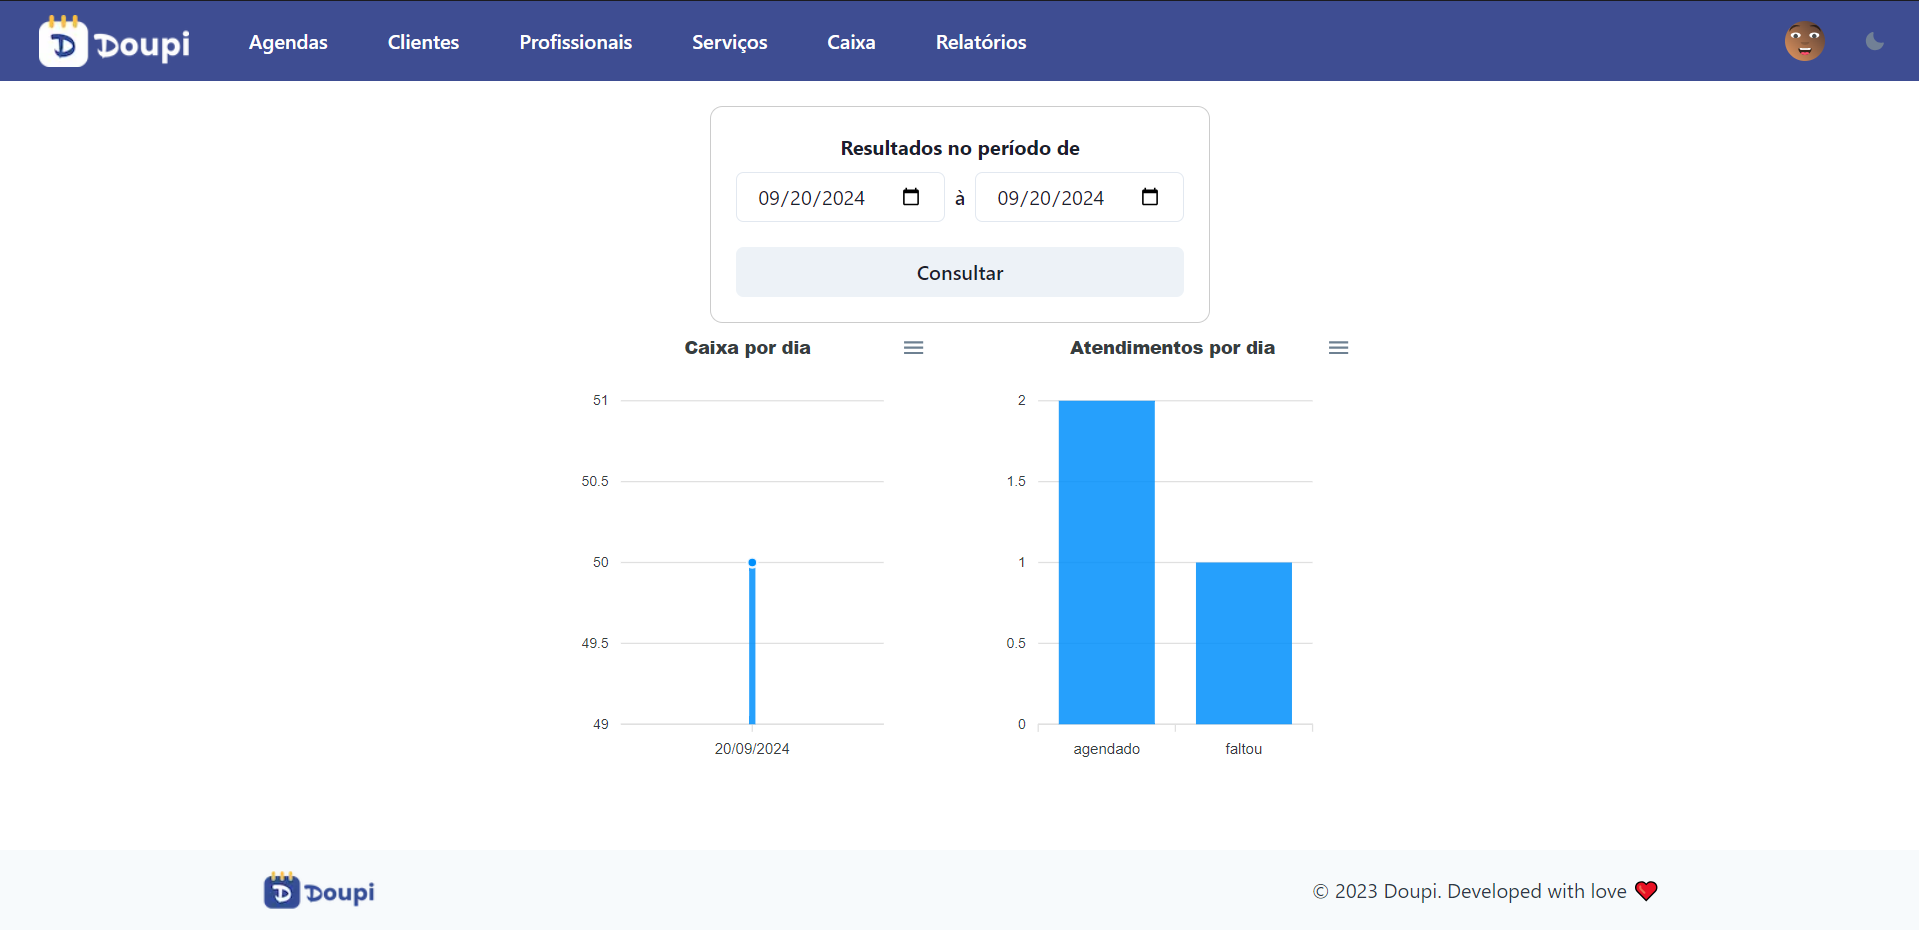 Doupi
Agendas
Clientes
Profissionais
Serviços
Caixa
Relatórios
Resultados no período de
09/20/2024 à 09/20/2024
Consultar
Caixa por dia
51
50.5
50
49.5
49
20/09/2024
Atendimentos por dia
2
1.5
1
0.5
0
agendado faltou
Doupi
© 2023 Doupi. Developed with love ❤️